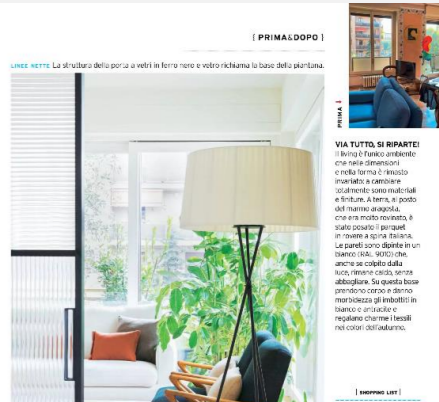 { PRIMA&DOPO }
LINEE NETTE La struttura della porta a vetri in ferro nero e vetro richiama la base della piantana.
PRIMA
VIA TUTTO, SI RIPARTE!
Il living è l'unico ambiente
che nelle dimensioni
e nella forma è rimasto
invariato: a cambiare
totalmente sono materiali
e finiture. A terra, al posto
del marmo aragosta,
che era molto rovinato, è
stato posato il parquet
in rovere a spina italiana.
Le pareti sono dipinte in un
bianco (RAL 9010) che,
anche se colpito dalla
luce, rimane caldo, senza
abbagliare. Su questa base
prendono corpo e danno
morbidezza gli imbottiti in
bianco e antracite e
regalano charme i tessili
nei colori dell'autunno.
| SHOPPING LIST |